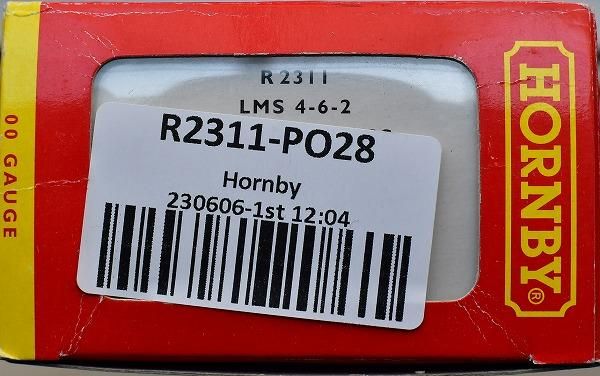 00 GAUGE
R2311
LMS 4-6-2
R2311-PO28
Hornby
230606-1st 12:04
HORNBY®